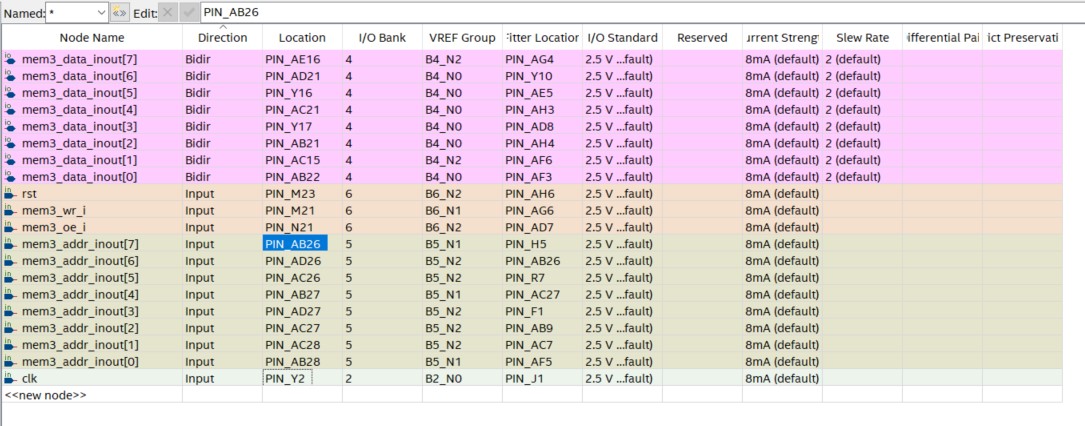 Named: * Edit: PIN_AB26
Node Name Direction Location I/O Bank VREF Group Fitter Location I/O Standard Reserved urrent Streng Slew Rate ifferential Pai ict Preservati
mem3_data_inout[7] Bidir PIN_AE16 4 B4_N2 PIN_AG4 2.5 V ...fault) 8mA (default) 2 (default)
mem3_data_inout[6] Bidir PIN_AD21 4 B4_N0 PIN_Y10 2.5 V ...fault) 8mA (default) 2 (default)
mem3_data_inout[5] Bidir PIN_Y16 4 B4_N0 PIN_AE5 2.5 V ...fault) 8mA (default) 2 (default)
mem3_data_inout[4] Bidir PIN_AC21 4 B4_N0 PIN_AH3 2.5 V ...fault) 8mA (default) 2 (default)
mem3_data_inout[3] Bidir PIN_Y17 4 B4_N0 PIN_AD8 2.5 V ...fault) 8mA (default) 2 (default)
mem3_data_inout[2] Bidir PIN_AB21 4 B4_N0 PIN_AH4 2.5 V ...fault) 8mA (default) 2 (default)
mem3_data_inout[1] Bidir PIN_AC15 4 B4_N2 PIN_AF6 2.5 V ...fault) 8mA (default) 2 (default)
mem3_data_inout[0] Bidir PIN_AB22 4 B4_N0 PIN_AF3 2.5 V ...fault) 8mA (default) 2 (default)
rst Input PIN_M23 6 B6_N2 PIN_AH6 2.5 V ...fault) 8mA (default)
mem3_wr_i Input PIN_M21 6 B6_N1 PIN_AG6 2.5 V ...fault) 8mA (default)
mem3_oe_i Input PIN_N21 6 B6_N2 PIN_AD7 2.5 V ...fault) 8mA (default)
mem3_addr_inout[7] Input PIN_AB26 5 B5_N1 PIN_H5 2.5 V ...fault) 8mA (default)
mem3_addr_inout[6] Input PIN_AD26 5 B5_N2 PIN_AB26 2.5 V ...fault) 8mA (default)
mem3_addr_inout[5] Input PIN_AC26 5 B5_N2 PIN_R7 2.5 V ...fault) 8mA (default)
mem3_addr_inout[4] Input PIN_AB27 5 B5_N1 PIN_AC27 2.5 V ...fault) 8mA (default)
mem3_addr_inout[3] Input PIN_AD27 5 B5_N2 PIN_F1 2.5 V ...fault) 8mA (default)
mem3_addr_inout[2] Input PIN_AC27 5 B5_N2 PIN_AB9 2.5 V ...fault) 8mA (default)
mem3_addr_inout[1] Input PIN_AC28 5 B5_N2 PIN_AC7 2.5 V ...fault) 8mA (default)
mem3_addr_inout[0] Input PIN_AB28 5 B5_N1 PIN_AF5 2.5 V ...fault) 8mA (default)
clk Input PIN_Y2 2 B2_N0 PIN_J1 2.5 V ...fault) 8mA (default)
<<new node>>